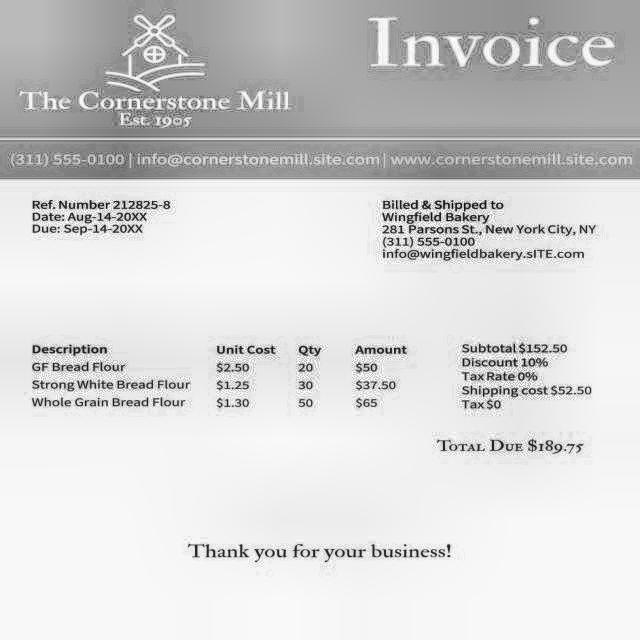 Invoice
The Cornerstone Mill
Est. 1905
(311) 555-0100 | info@cornerstonemill.site.com | www.cornerstonemill.site.com
Ref. Number 212825-8
Date: Aug-14-20XX
Due: Sep-14-20XX
Billed & Shipped to
Wingfield Bakery
281 Parsons St., New York City, NY
(311) 555-0100
info@wingfieldbakery.sITE.com
Description Unit Cost Qty Amount
GF Bread Flour $2.50 20 $50
Strong White Bread Flour $1.25 30 $37.50
Whole Grain Bread Flour $1.30 50 $65
Subtotal $152.50
Discount 10%
Tax Rate 0%
Shipping cost $52.50
Tax $0
Total Due $189.75
Thank you for your business!